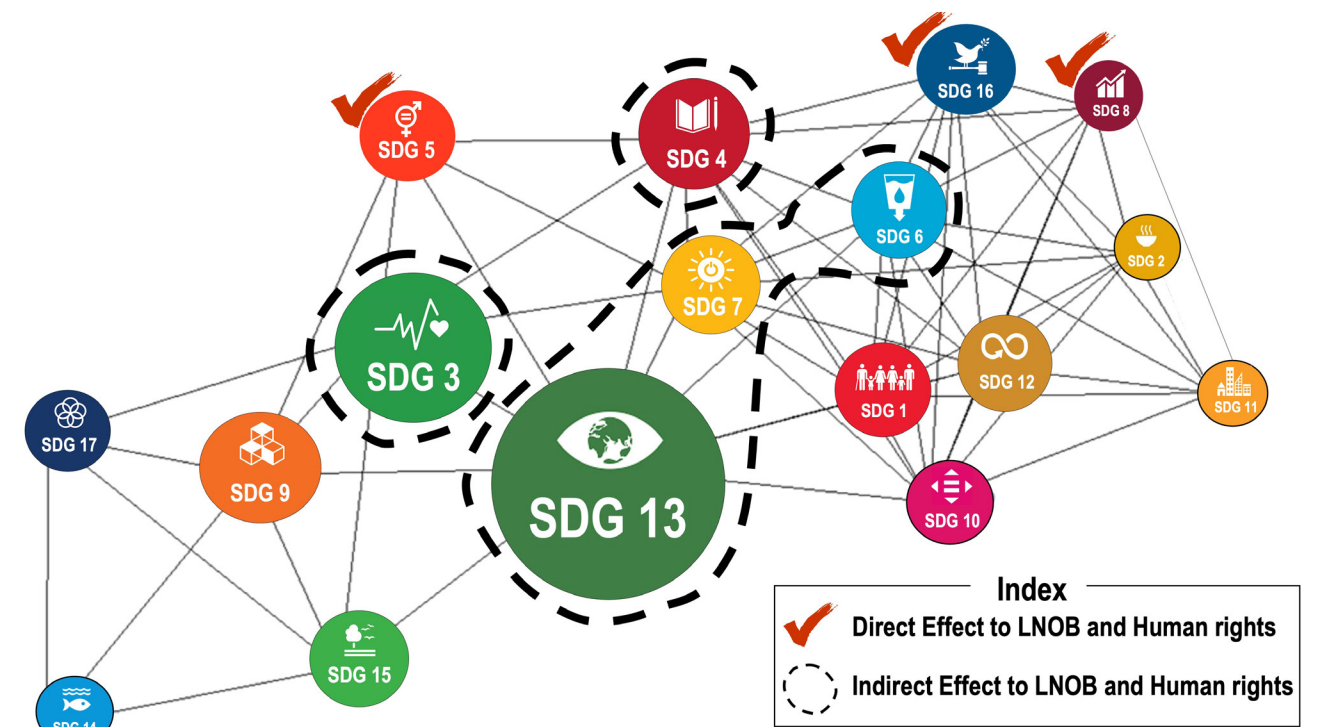 SDG 16
SDG 8
SDG 5
SDG 4
SDG 6
SDG 2
SDG 7
SDG 3
SDG 12
SDG 1
SDG 11
SDG 17
SDG 9
SDG 13
SDG 10
SDG 15
SDG 14
Index
Direct Effect to LNOB and Human rights
Indirect Effect to LNOB and Human rights